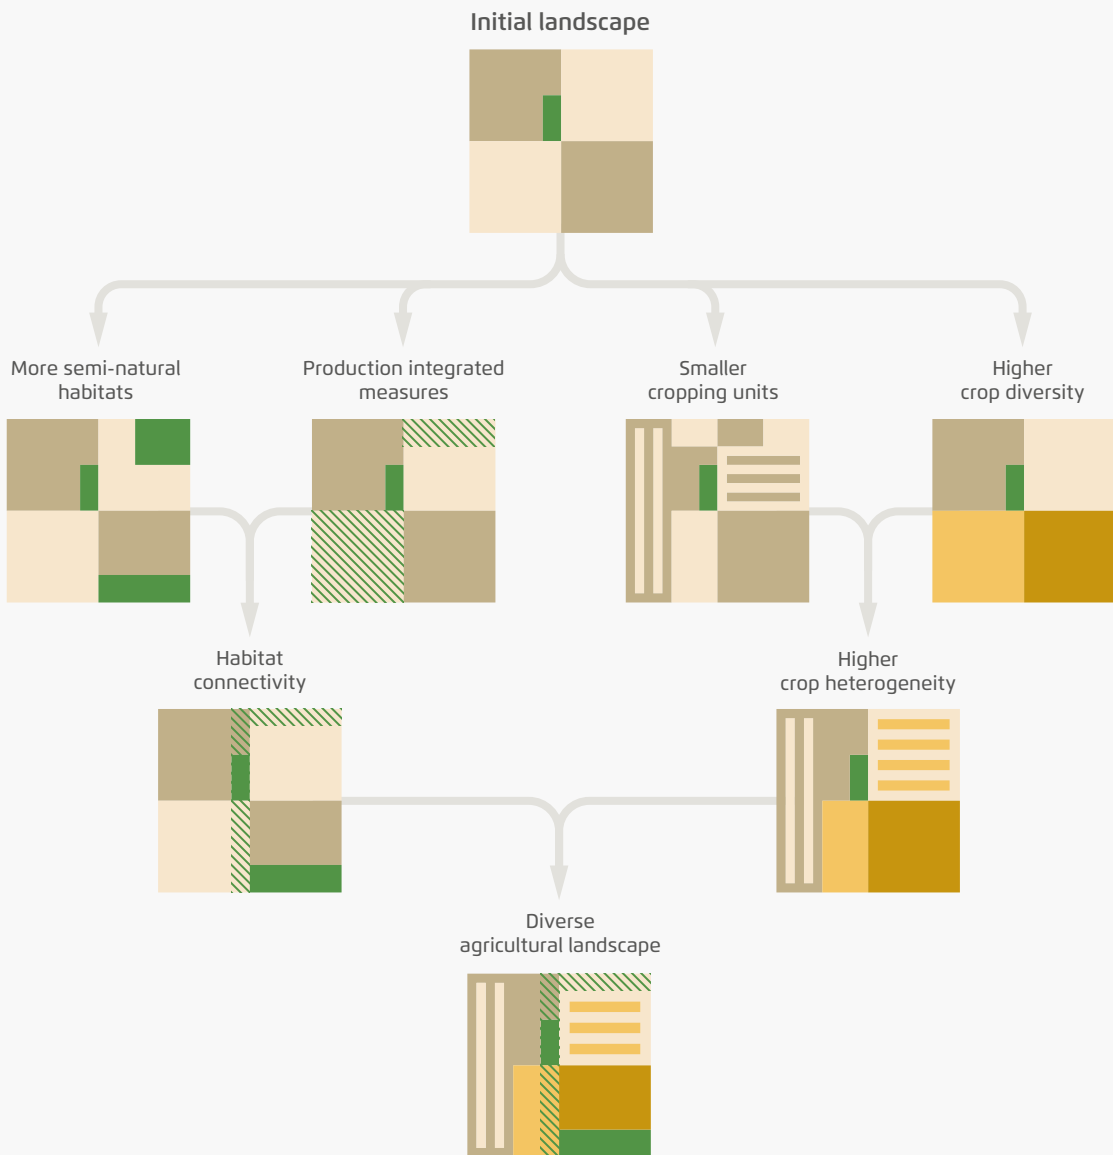 Initial landscape
More semi-natural
habitats
Production integrated
measures
Smaller
cropping units
Higher
crop diversity
Habitat
connectivity
Higher
crop heterogeneity
Diverse
agricultural landscape